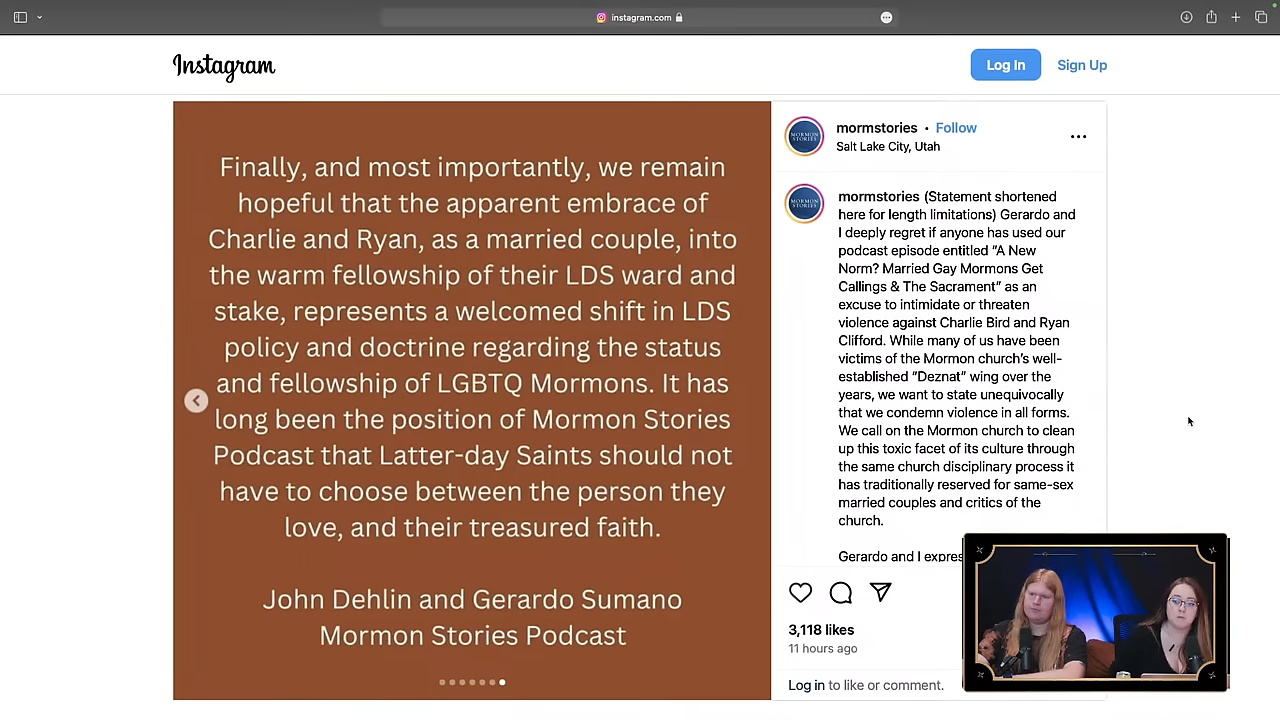 instagram.com
Instagram
Log In
Sign Up
Finally, and most importantly, we remain
hopeful that the apparent embrace of
Charlie and Ryan, as a married couple, into
the warm fellowship of their LDS ward and
stake, represents a welcomed shift in LDS
policy and doctrine regarding the status
and fellowship of LGBTQ Mormons. It has
long been the position of Mormon Stories
Podcast that Latter-day Saints should not
have to choose between the person they
love, and their treasured faith.
John Dehlin and Gerardo Sumano
Mormon Stories Podcast
MORMON
STORIES
mormstories • Follow
Salt Lake City, Utah
MORMON
STORIES
mormstories (Statement shortened
here for length limitations) Gerardo and
I deeply regret if anyone has used our
podcast episode entitled "A New
Norm? Married Gay Mormons Get
Callings & The Sacrament" as an
excuse to intimidate or threaten
violence against Charlie Bird and Ryan
Clifford. While many of us have been
victims of the Mormon church's well-
established "Deznat" wing over the
years, we want to state unequivocally
that we condemn violence in all forms.
We call on the Mormon church to clean
up this toxic facet of its culture through
the same church disciplinary process it
has traditionally reserved for same-sex
married couples and critics of the
church.
Gerardo and I expres
3,118 likes
11 hours ago
Log in to like or comment.